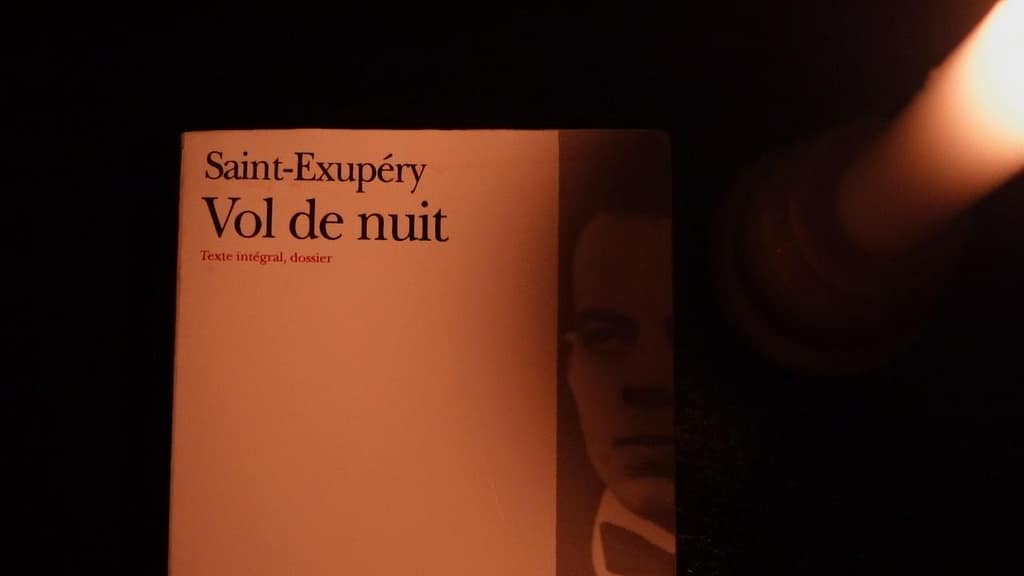 Saint-Exupéry
Vol de nuit
Texte intégral, dossier